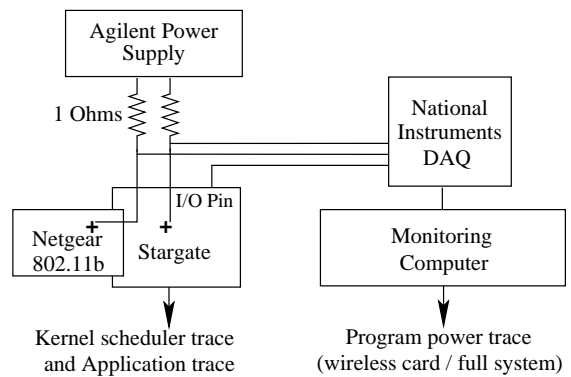 Agilent Power
Supply
1 Ohms
National
Instruments
DAQ
I/O Pin
+
+
Netgear
802.11b
Stargate
Monitoring
Computer
Kernel scheduler trace
and Application trace
Program power trace
(wireless card / full system)